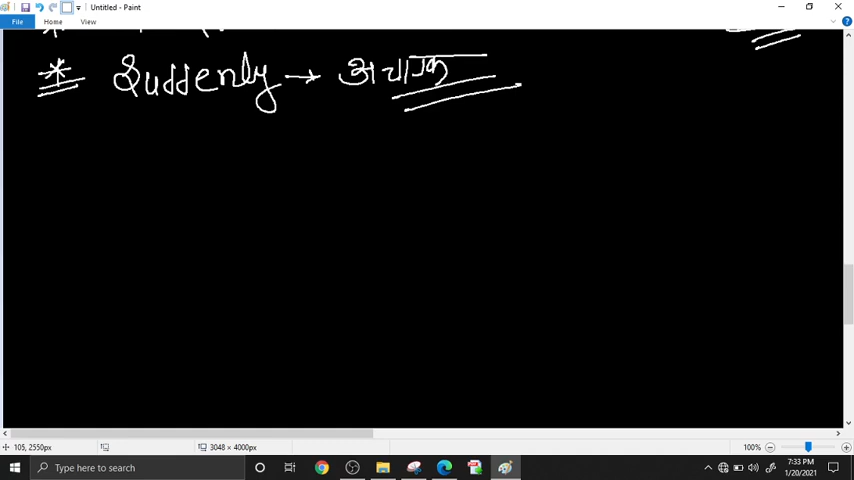 Untitled - Paint
File Home View
* Suddenly → अचानक
105, 2550px 3048 × 4000px 100%
Type here to search 7:33 PM
1/20/2021